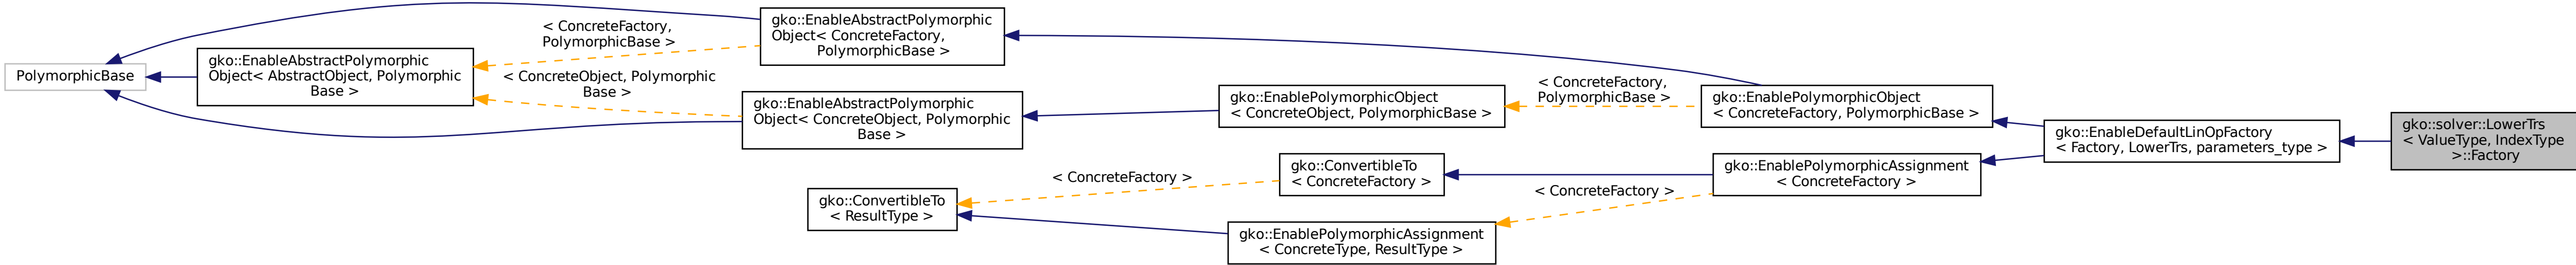 PolymorphicBase
gko::EnableAbstractPolymorphic
Object< AbstractObject, Polymorphic
Base >
< ConcreteFactory,
PolymorphicBase >
< ConcreteObject, Polymorphic
Base >
gko::EnableAbstractPolymorphic
Object< ConcreteFactory,
PolymorphicBase >
gko::EnableAbstractPolymorphic
Object< ConcreteObject, Polymorphic
Base >
gko::ConvertibleTo
< ResultType >
< ConcreteFactory >
gko::EnablePolymorphicObject
< ConcreteObject, PolymorphicBase >
gko::ConvertibleTo
< ConcreteFactory >
gko::EnablePolymorphicAssignment
< ConcreteType, ResultType >
< ConcreteFactory,
PolymorphicBase >
< ConcreteFactory >
gko::EnablePolymorphicObject
< ConcreteFactory, PolymorphicBase >
gko::EnablePolymorphicAssignment
< ConcreteFactory >
gko::EnableDefaultLinOpFactory
< Factory, LowerTrs, parameters_type >
gko::solver::LowerTrs
< ValueType, IndexType
>::Factory